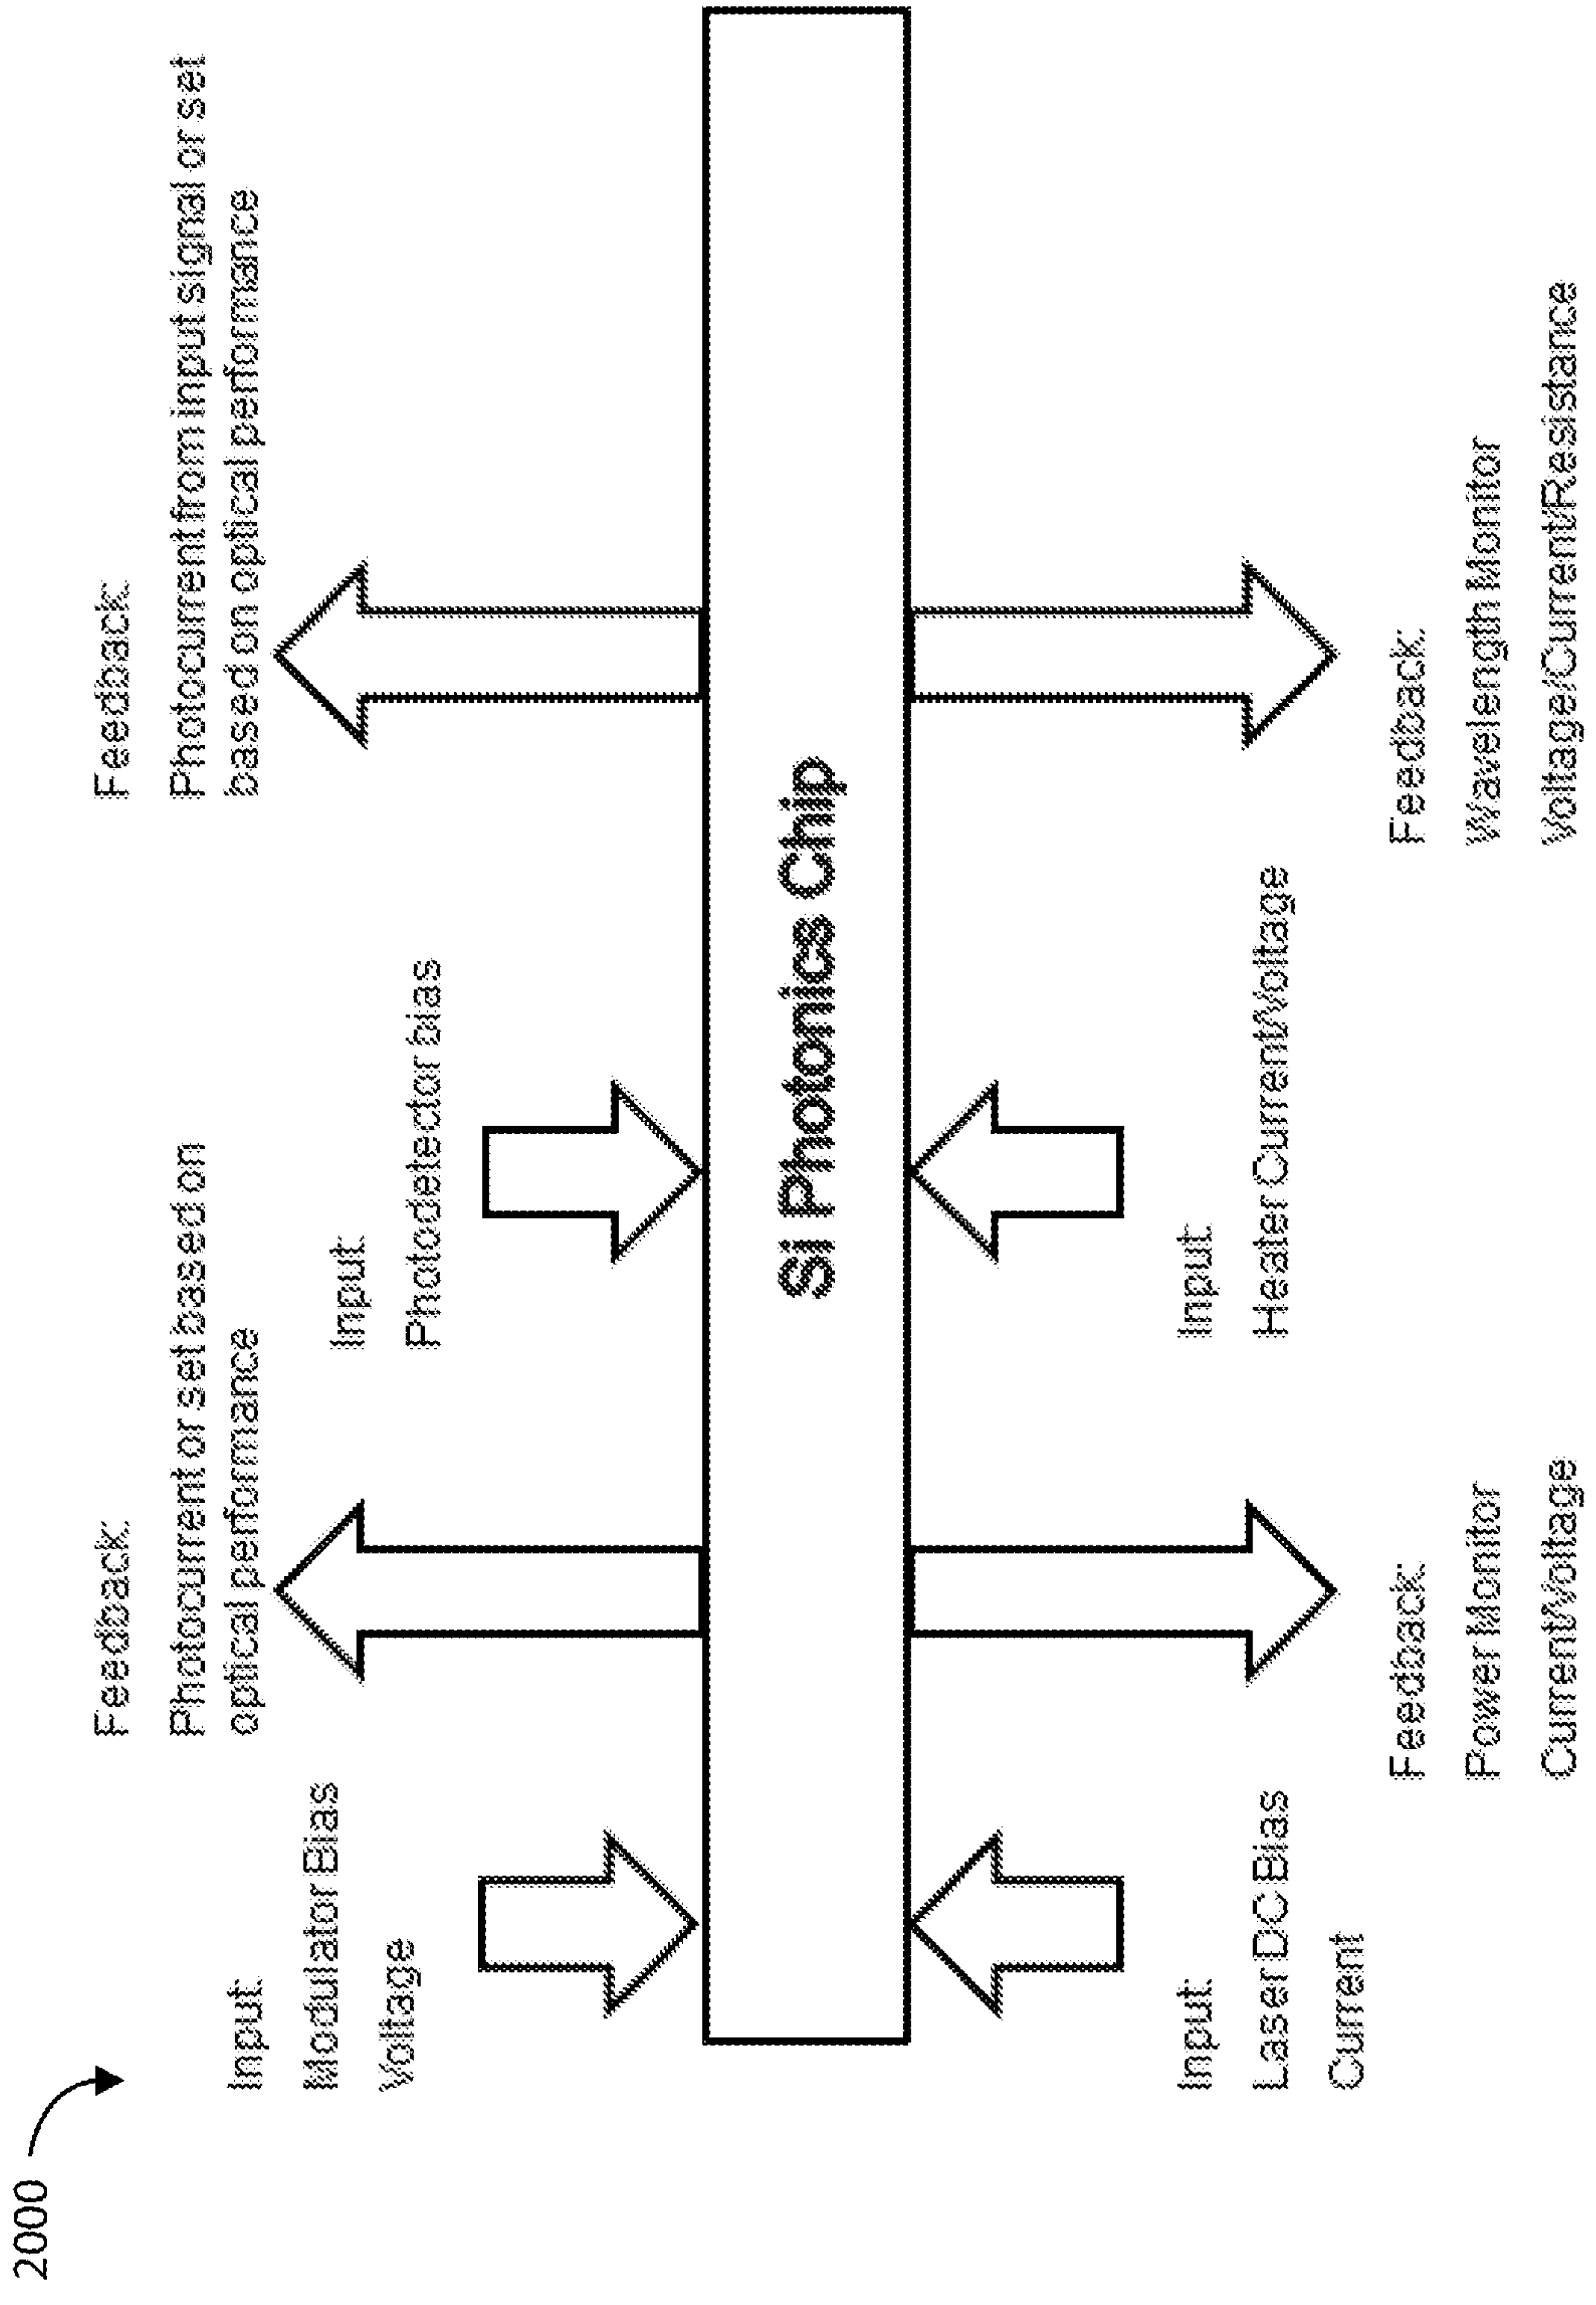 2000
Feedback:
Photocurrent or set based on
optical performance
Feedback:
Photocurrent from input signal or set
based on optical performance
Input:
Modulator Bias
Voltage
Input:
Photodetector bias
Si Photonics Chip
Input:
Laser DC Bias
Current
Input:
Heater Current/Voltage
Feedback:
Power Monitor
Current/Voltage
Feedback:
Wavelength Monitor
Voltage/Current/Resistance